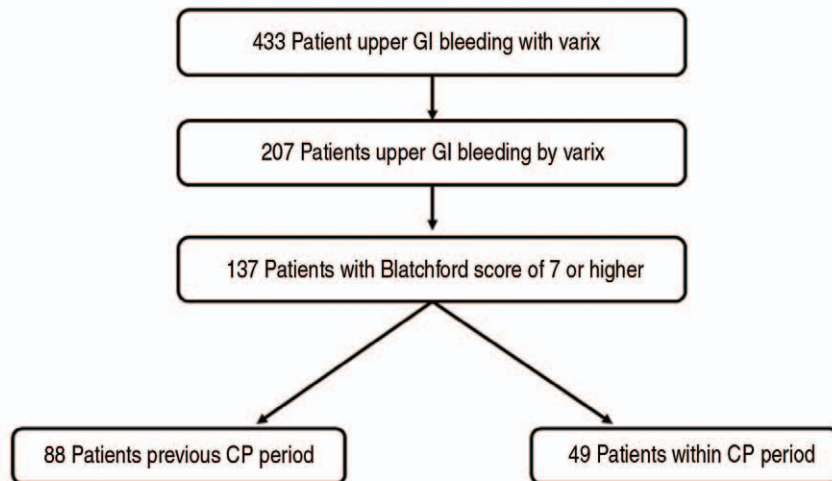 433 Patient upper GI bleeding with varix
207 Patients upper GI bleeding by varix
137 Patients with Blatchford score of 7 or higher
88 Patients previous CP period
49 Patients within CP period